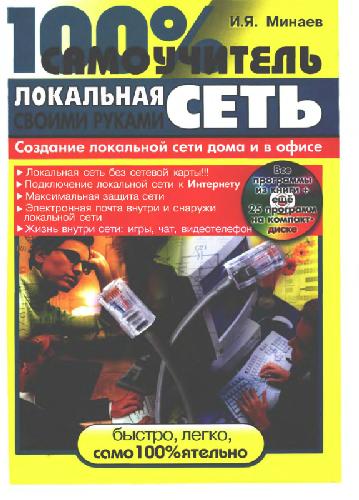 И.Я. Минаев
100%
САМОУЧИТЕЛЬ
ЛОКАЛЬНАЯ
СЕТЬ
СВОИМИ РУКАМИ
Создание локальной сети дома и в офисе
Локальная сеть без сетевой карты!!!
Подключение локальной сети к Интернету
Максимальная защита сети
Электронная почта внутри и снаружи
локальной сети
Жизнь внутри сети: игры, чат, видеотелефон
Все
программы
из книги +
ещё
25 программ
на компакт-
диске
быстро, легко,
само100%ятельно